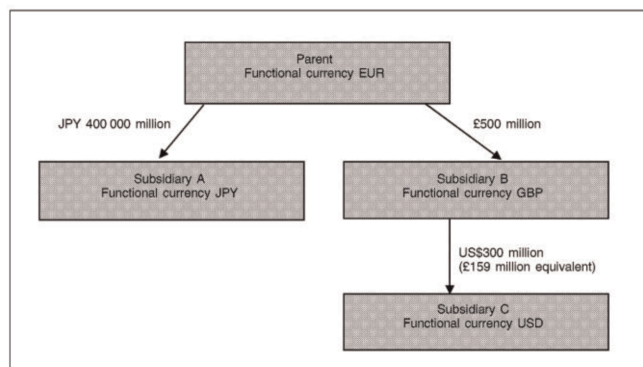 Parent
Functional currency EUR
JPY 400 000 million
£500 million
Subsidiary A
Functional currency JPY
Subsidiary B
Functional currency GBP
US$300 million
(£159 million equivalent)
Subsidiary C
Functional currency USD